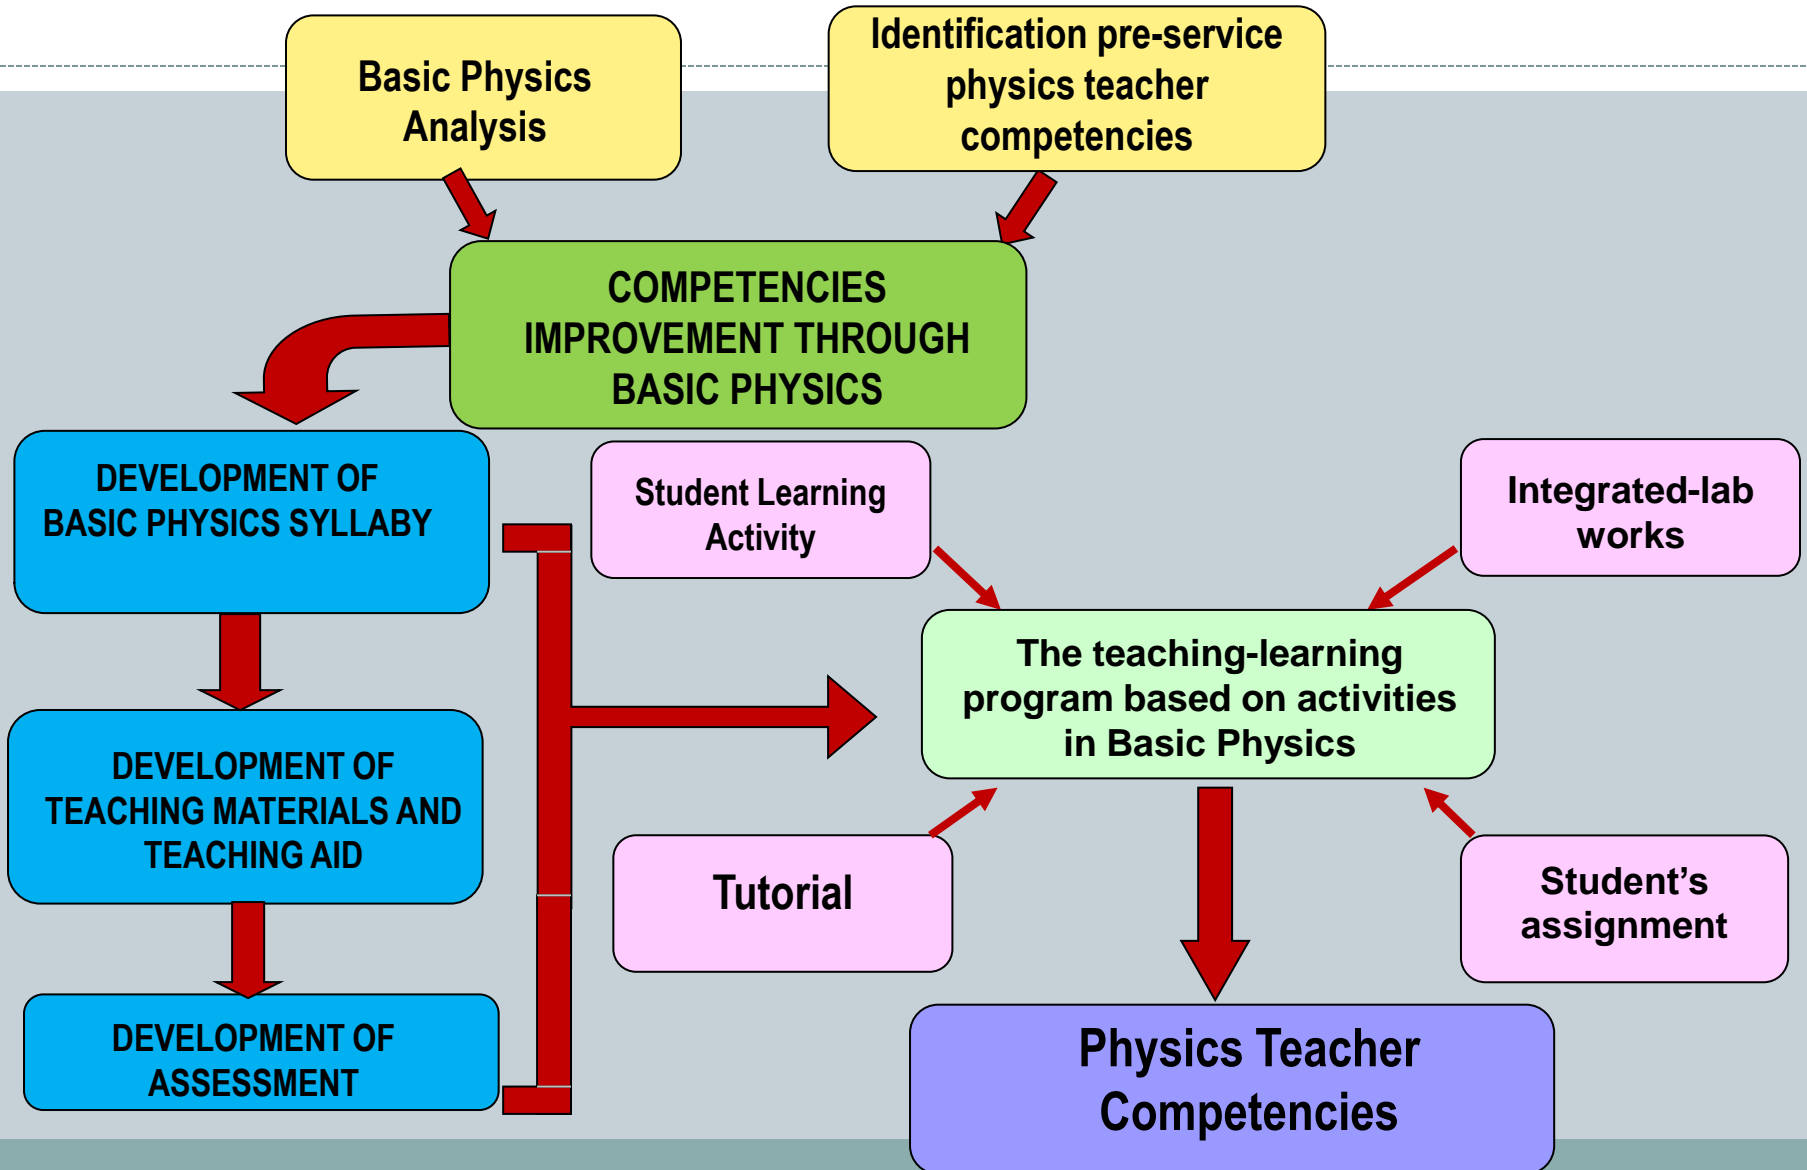 Basic Physics
Analysis
Identification pre-service
physics teacher
competencies
COMPETENCIES
IMPROVEMENT THROUGH
BASIC PHYSICS
DEVELOPMENT OF
BASIC PHYSICS SYLLABY
Student Learning
Activity
Integrated-lab
works
The teaching-learning
program based on activities
in Basic Physics
DEVELOPMENT OF
TEACHING MATERIALS AND
TEACHING AID
Tutorial
Student’s
assignment
DEVELOPMENT OF
ASSESSMENT
Physics Teacher
Competencies